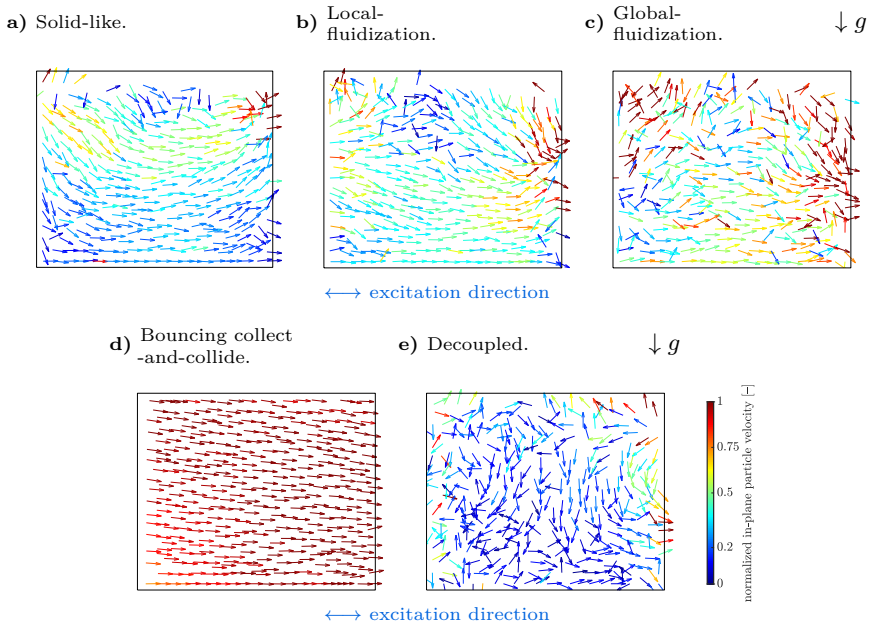 a) Solid-like.
b) Local-
fluidization.
c) Global-
fluidization.
↓ g
⟷ excitation direction
d) Bouncing collect
-and-collide.
e) Decoupled.
↓ g
1
0.75
0.5
0.2
0
normalized in-plane particle velocity [−]
⟷ excitation direction